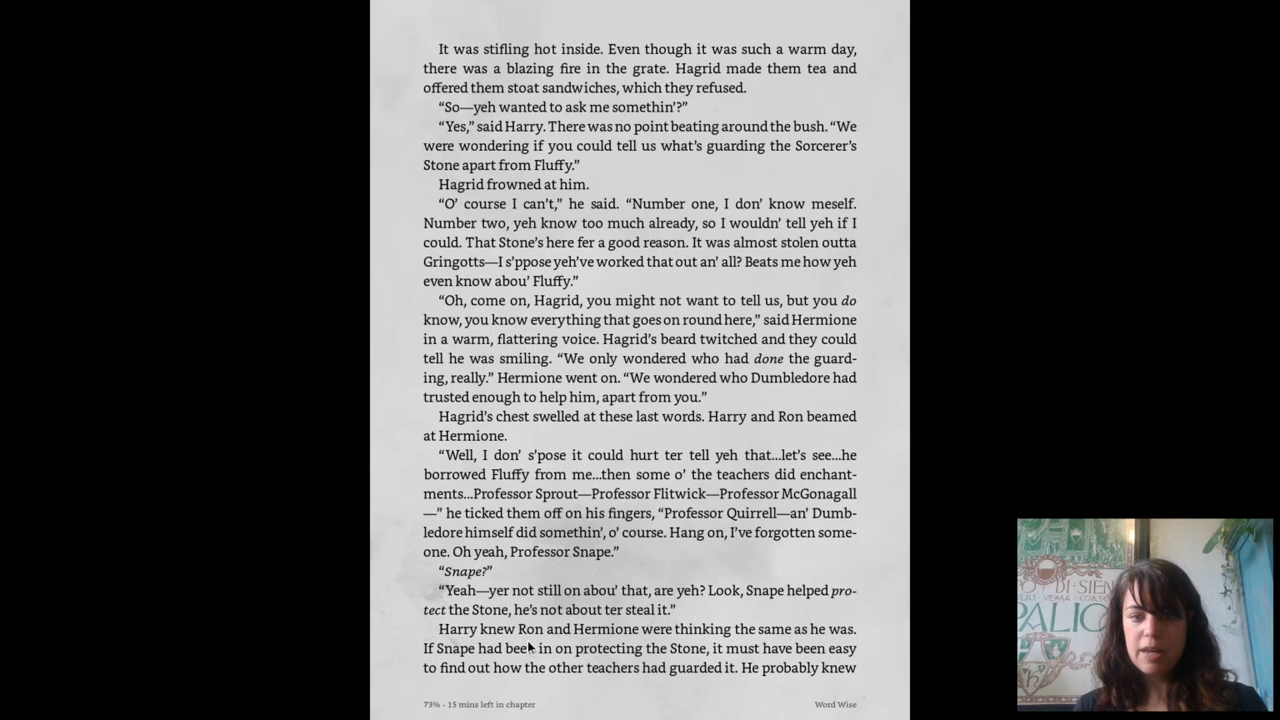 It was stifling hot inside. Even though it was such a warm day,
there was a blazing fire in the grate. Hagrid made them tea and
offered them stoat sandwiches, which they refused.
“So—yeh wanted to ask me somethin’?”
“Yes,” said Harry. There was no point beating around the bush. “We
were wondering if you could tell us what’s guarding the Sorcerer’s
Stone apart from Fluffy.”
Hagrid frowned at him.
“O’ course I can’t,” he said. “Number one, I don’ know meself.
Number two, yeh know too much already, so I wouldn’ tell yeh if I
could. That Stone’s here fer a good reason. It was almost stolen outta
Gringotts—I s’ppose yeh’ve worked that out an’ all? Beats me how yeh
even know abou’ Fluffy.”
“Oh, come on, Hagrid, you might not want to tell us, but you do
know, you know everything that goes on round here,” said Hermione
in a warm, flattering voice. Hagrid’s beard twitched and they could
tell he was smiling. “We only wondered who had done the guard-
ing, really.” Hermione went on. “We wondered who Dumbledore had
trusted enough to help him, apart from you.”
Hagrid’s chest swelled at these last words. Harry and Ron beamed
at Hermione.
“Well, I don’ s’pose it could hurt ter tell yeh that...let’s see...he
borrowed Fluffy from me...then some o’ the teachers did enchant-
ments...Professor Sprout—Professor Flitwick—Professor McGonagall
—” he ticked them off on his fingers, “Professor Quirrell—an’ Dumb-
ledore himself did somethin’, o’ course. Hang on, I’ve forgotten some-
one. Oh yeah, Professor Snape.”
“Snape?”
“Yeah—yer not still on abou’ that, are yeh? Look, Snape helped pro-
tect the Stone, he’s not about ter steal it.”
Harry knew Ron and Hermione were thinking the same as he was.
If Snape had been in on protecting the Stone, it must have been easy
to find out how the other teachers had guarded it. He probably knew
73% - 15 mins left in chapter
Word Wise
DI·SIEN
PALIO